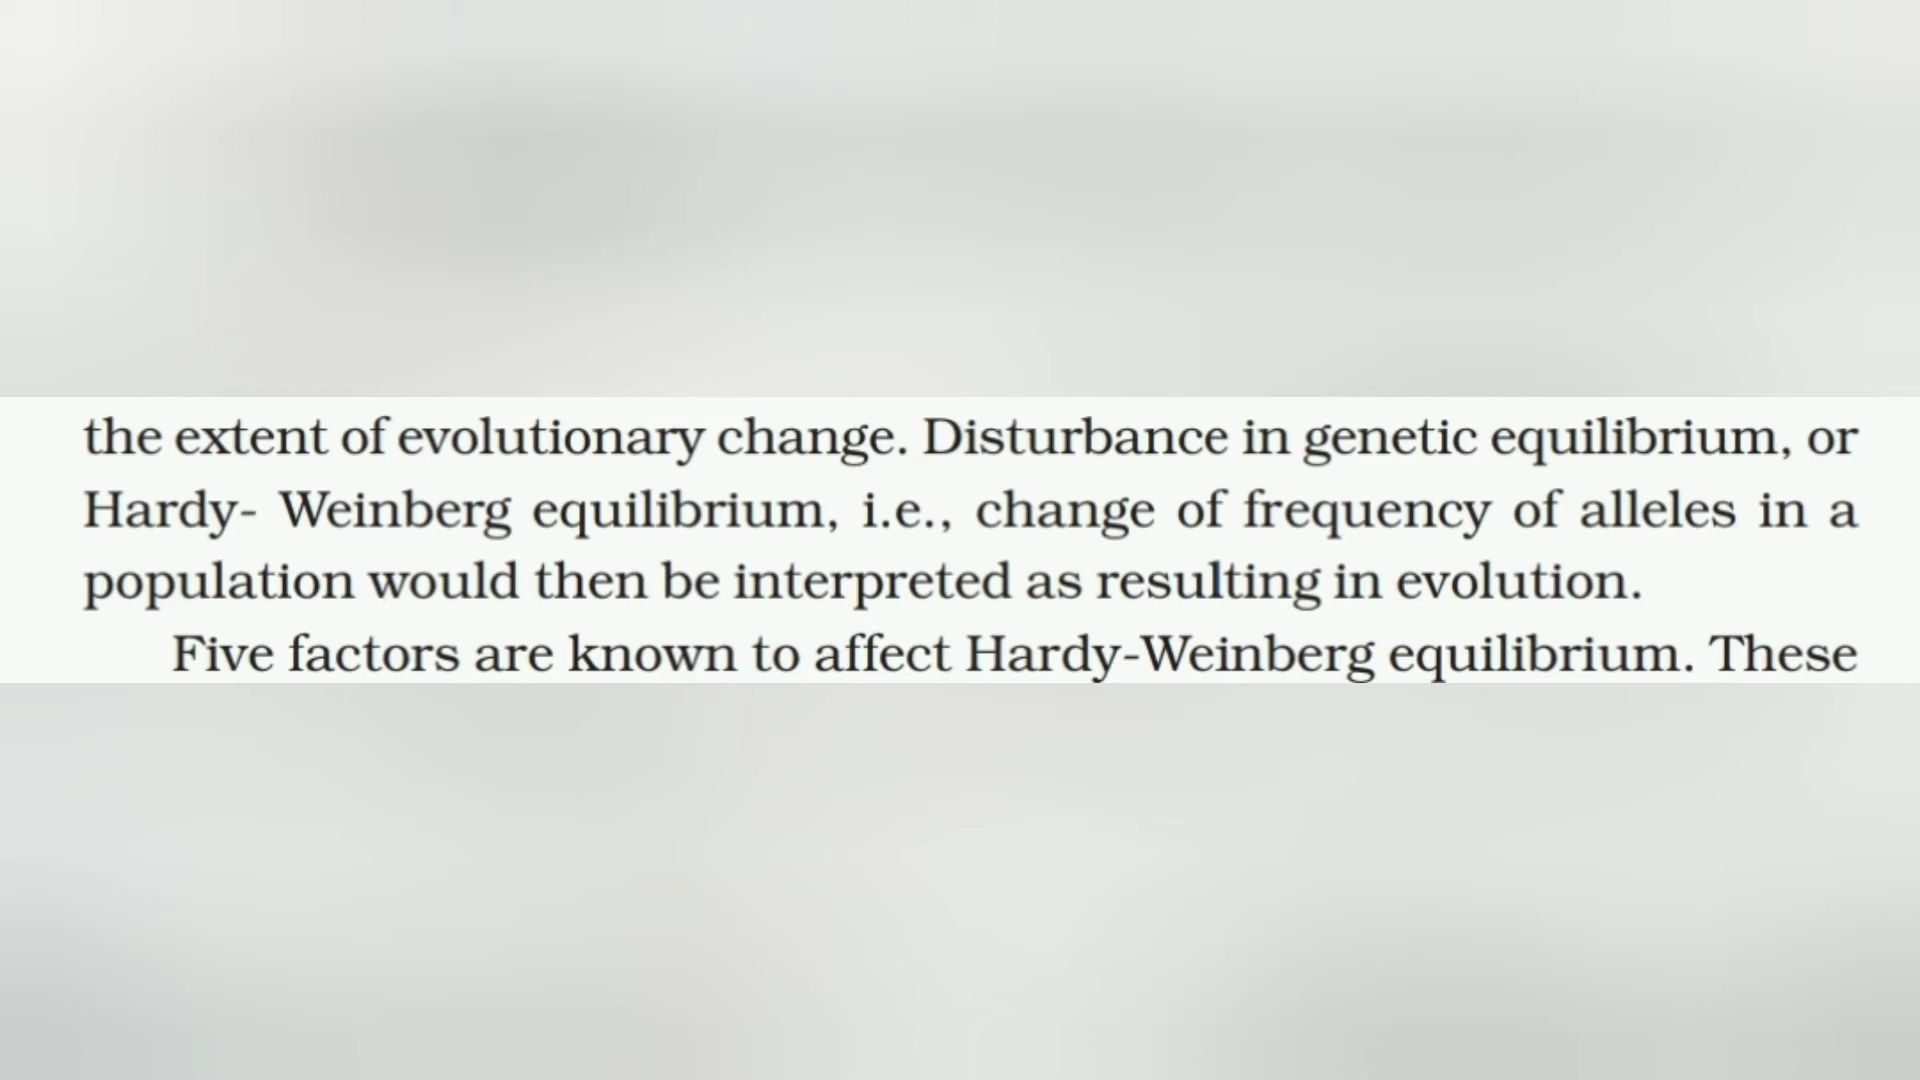 the extent of evolutionary change. Disturbance in genetic equilibrium, or
Hardy- Weinberg equilibrium, i.e., change of frequency of alleles in a
population would then be interpreted as resulting in evolution.
Five factors are known to affect Hardy-Weinberg equilibrium. These